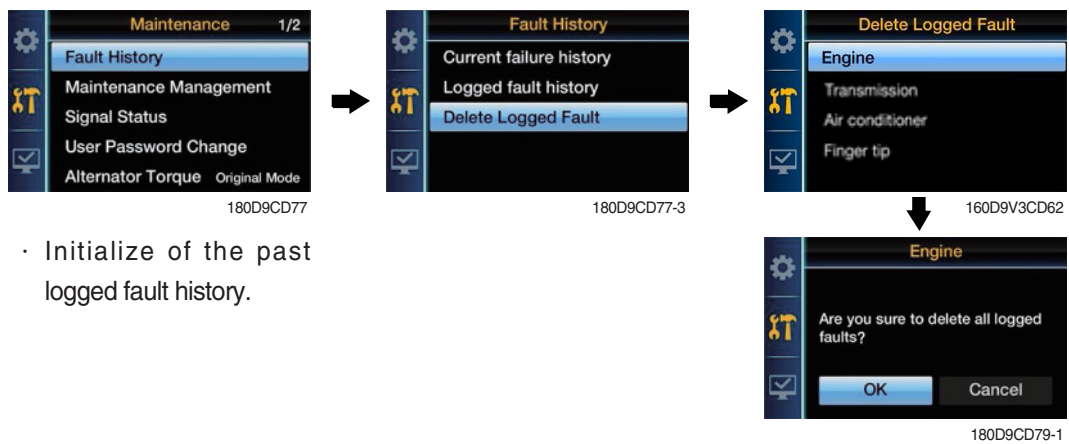 Maintenance 1/2
Fault History
Maintenance Management
Signal Status
User Password Change
Alternator Torque Original Mode
180D9CD77
Fault History
Current failure history
Logged fault history
Delete Logged Fault
180D9CD77-3
Delete Logged Fault
Engine
Transmission
Air conditioner
Finger tip
160D9V3CD62
· Initialize of the past
logged fault history.
Engine
Are you sure to delete all logged
faults?
OK Cancel
180D9CD79-1